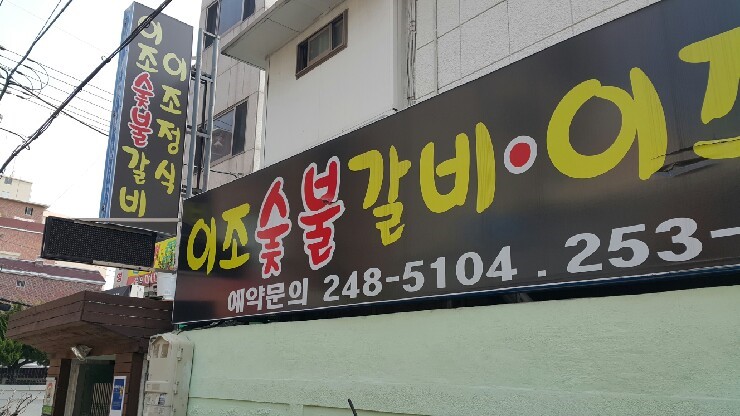 이조정식
이조숯불갈비
이조숯불갈비·이조
예약문의 248-5104 . 253-